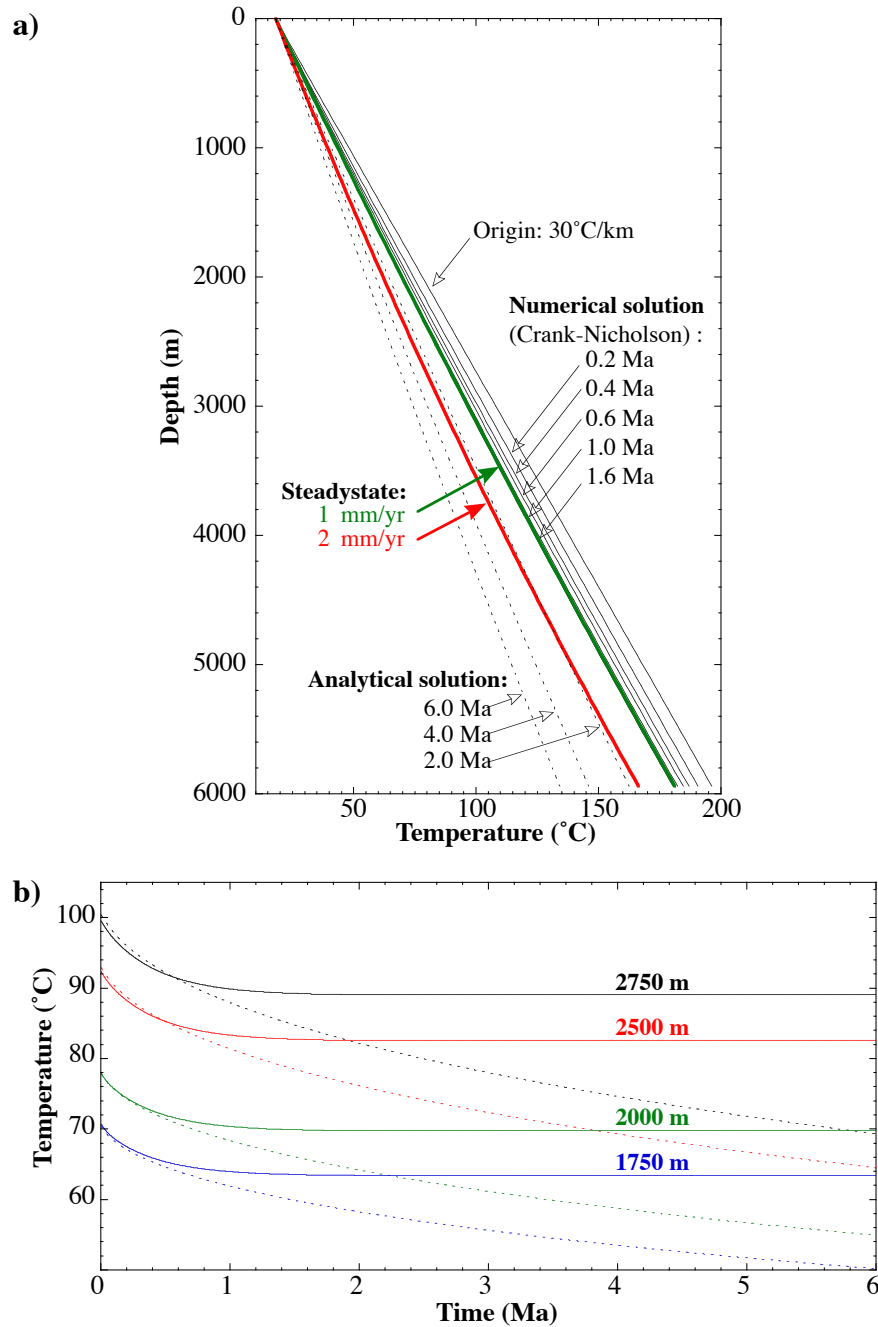 a)
0
1000
2000
3000
4000
5000
6000
Depth (m)
Origin: 30˚C/km
Numerical solution
(Crank-Nicholson) :
0.2 Ma
0.4 Ma
0.6 Ma
1.0 Ma
1.6 Ma
Steadystate:
1 mm/yr
2 mm/yr
Analytical solution:
6.0 Ma
4.0 Ma
2.0 Ma
50 100 150 200
Temperature (˚C)
b)
100
90
80
70
60
Temperature (˚C)
2750 m
2500 m
2000 m
1750 m
0 1 2 3 4 5 6
Time (Ma)